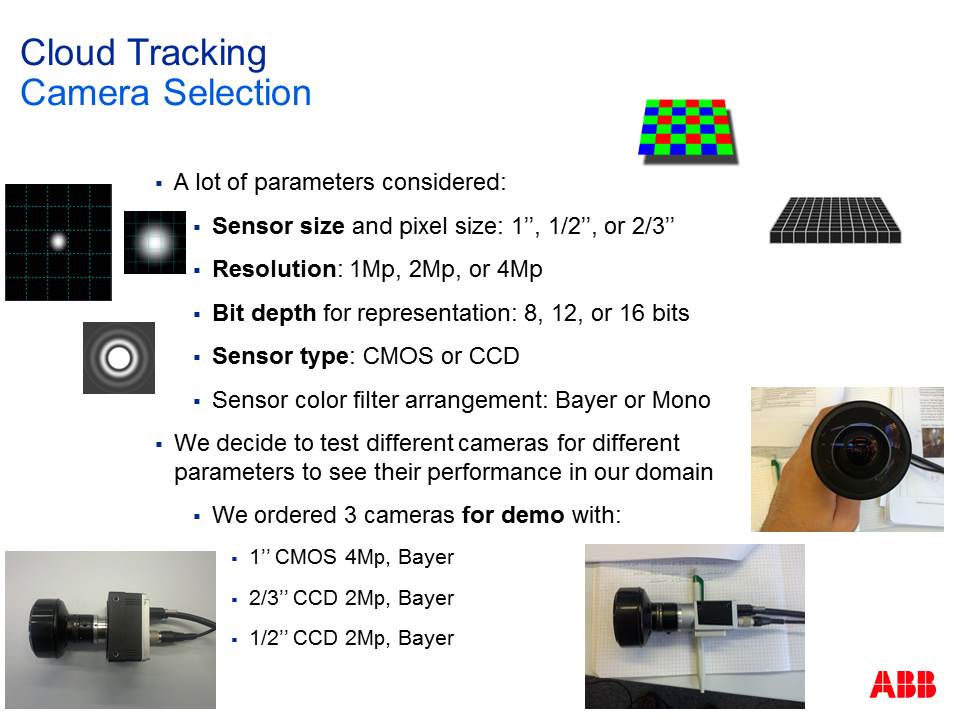 Cloud Tracking
Camera Selection
▪ A lot of parameters considered:
▪ Sensor size and pixel size: 1’’, 1/2’’, or 2/3’’
▪ Resolution: 1Mp, 2Mp, or 4Mp
▪ Bit depth for representation: 8, 12, or 16 bits
▪ Sensor type: CMOS or CCD
▪ Sensor color filter arrangement: Bayer or Mono
▪ We decide to test different cameras for different
parameters to see their performance in our domain
▪ We ordered 3 cameras for demo with:
▪ 1’’ CMOS 4Mp, Bayer
▪ 2/3’’ CCD 2Mp, Bayer
▪ 1/2’’ CCD 2Mp, Bayer
ABB